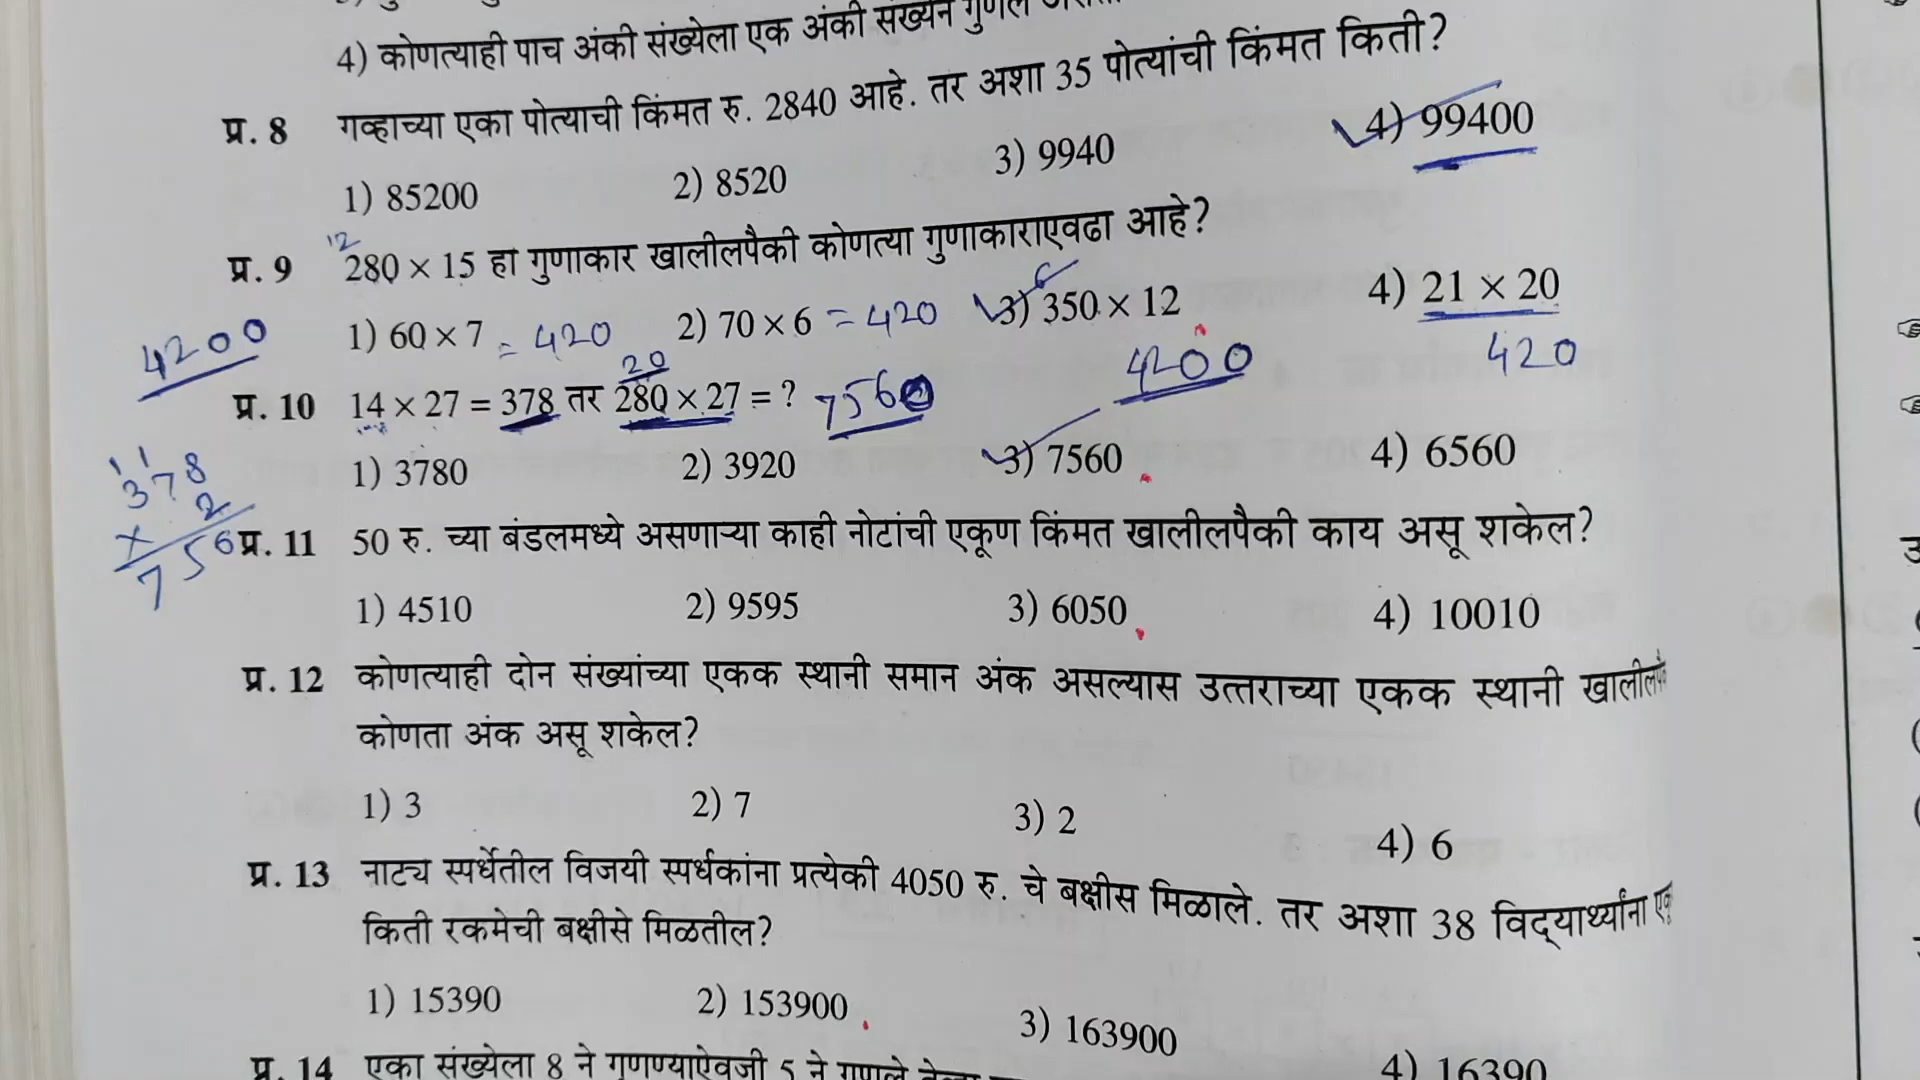 4) कोणत्याही पाच अंकी संख्येला एक अंकी संख्येने गुणले
प्र. 8 गव्हाच्या एका पोत्याची किंमत रु. 2840 आहे. तर अशा 35 पोत्यांची किंमत किती?
1) 85200 2) 8520 3) 9940 4) 99400
12
प्र. 9 280 × 15 हा गुणाकार खालीलपैकी कोणत्या गुणाकाराएवढा आहे?
1) 60 × 7 = 420 2) 70 × 6 = 420 3) 350 × 12 4) 21 × 20
4200 20 4200 420
प्र. 10 14 × 27 = 378 तर 280 × 27 = ? 7560
1) 3780 2) 3920 3) 7560 4) 6560
1 1
378
× 2
756
प्र. 11 50 रु. च्या बंडलमध्ये असणाऱ्या काही नोटांची एकूण किंमत खालीलपैकी काय असू शकेल?
1) 4510 2) 9595 3) 6050 4) 10010
प्र. 12 कोणत्याही दोन संख्यांच्या एकक स्थानी समान अंक असल्यास उत्तराच्या एकक स्थानी
कोणता अंक असू शकेल?
1) 3 2) 7 3) 2 4) 6
प्र. 13 नाट्य स्पर्धेतील विजयी स्पर्धकांना प्रत्येकी 4050 रु. चे बक्षीस मिळाले. तर अशा 38 विद्‌यार्थ्यांना
किती रकमेची बक्षीसे मिळतील?
1) 15390 2) 153900 3) 163900 4) 16390
प्र. 14 एका संख्येला 8 ने गुणण्याऐवजी 5 ने गुणले